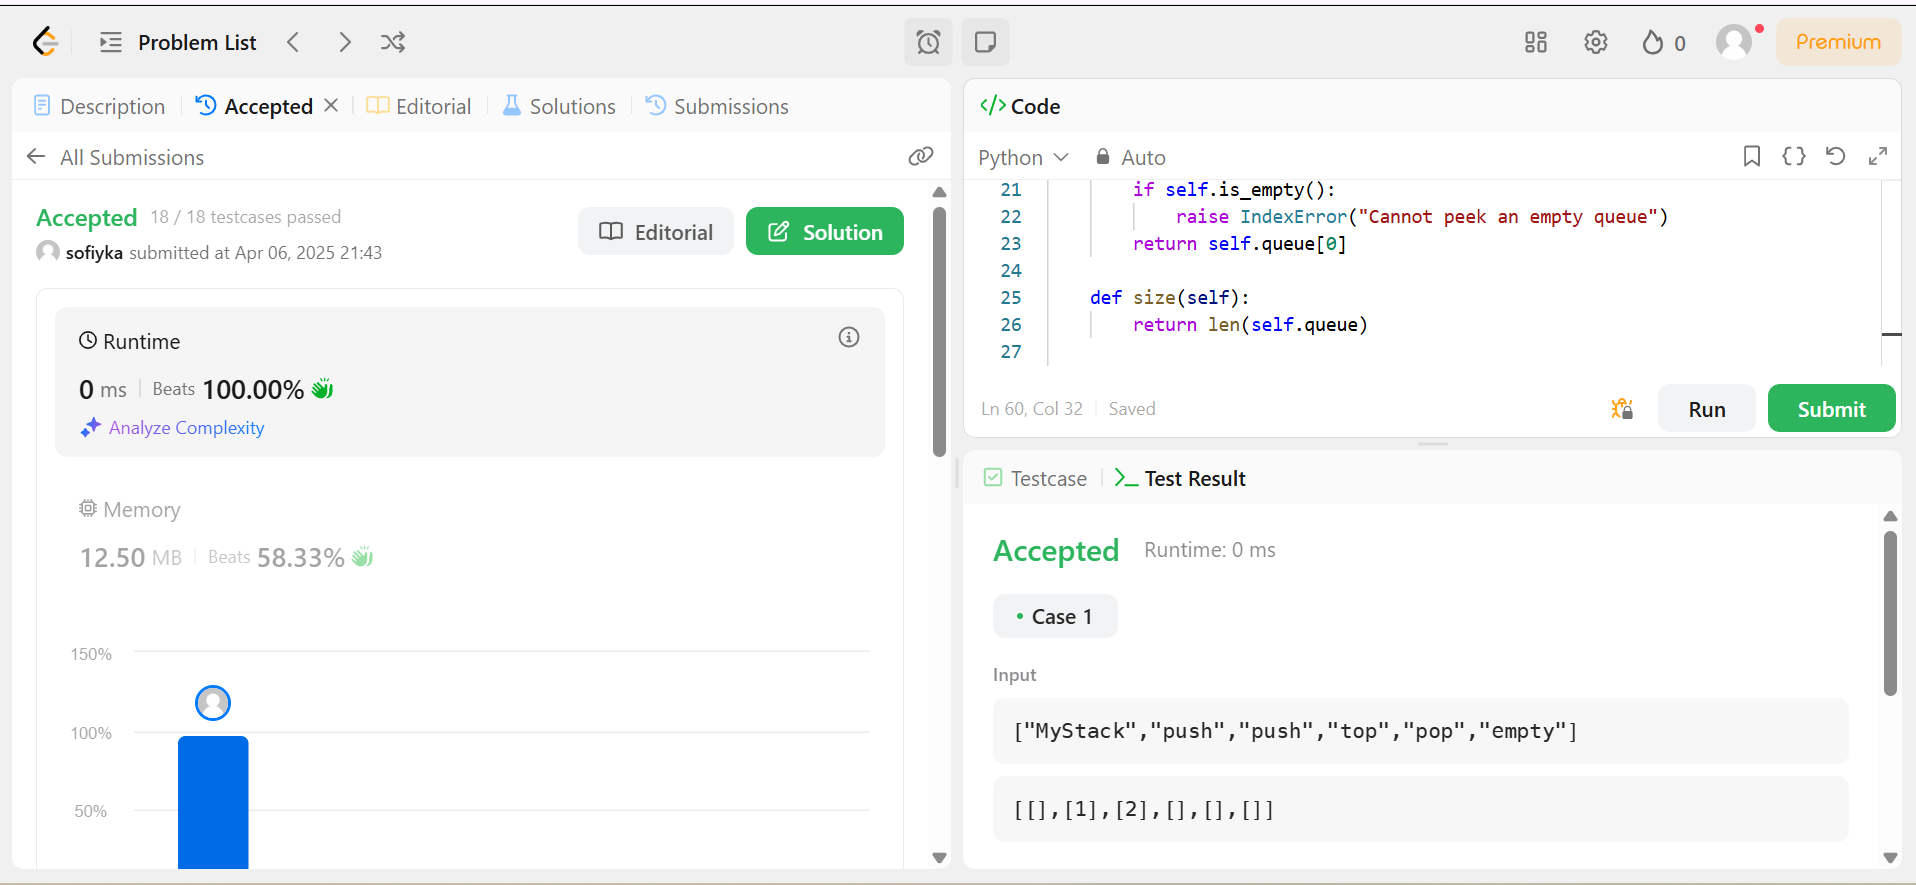 Problem List
0
Premium
Description
Accepted
Editorial
Solutions
Submissions
All Submissions
Accepted 18 / 18 testcases passed
sofiyka submitted at Apr 06, 2025 21:43
Editorial
Solution
Runtime
0 ms
Beats 100.00%
Analyze Complexity
Memory
12.50 MB
Beats 58.33%
150%
100%
50%
</> Code
Python
Auto
21 if self.is_empty():
22 raise IndexError("Cannot peek an empty queue")
23 return self.queue[0]
24
25 def size(self):
26 return len(self.queue)
27
Ln 60, Col 32
Saved
Run
Submit
Testcase
Test Result
Accepted Runtime: 0 ms
Case 1
Input
["MyStack","push","push","top","pop","empty"]
[[],[1],[2],[],[],[]]